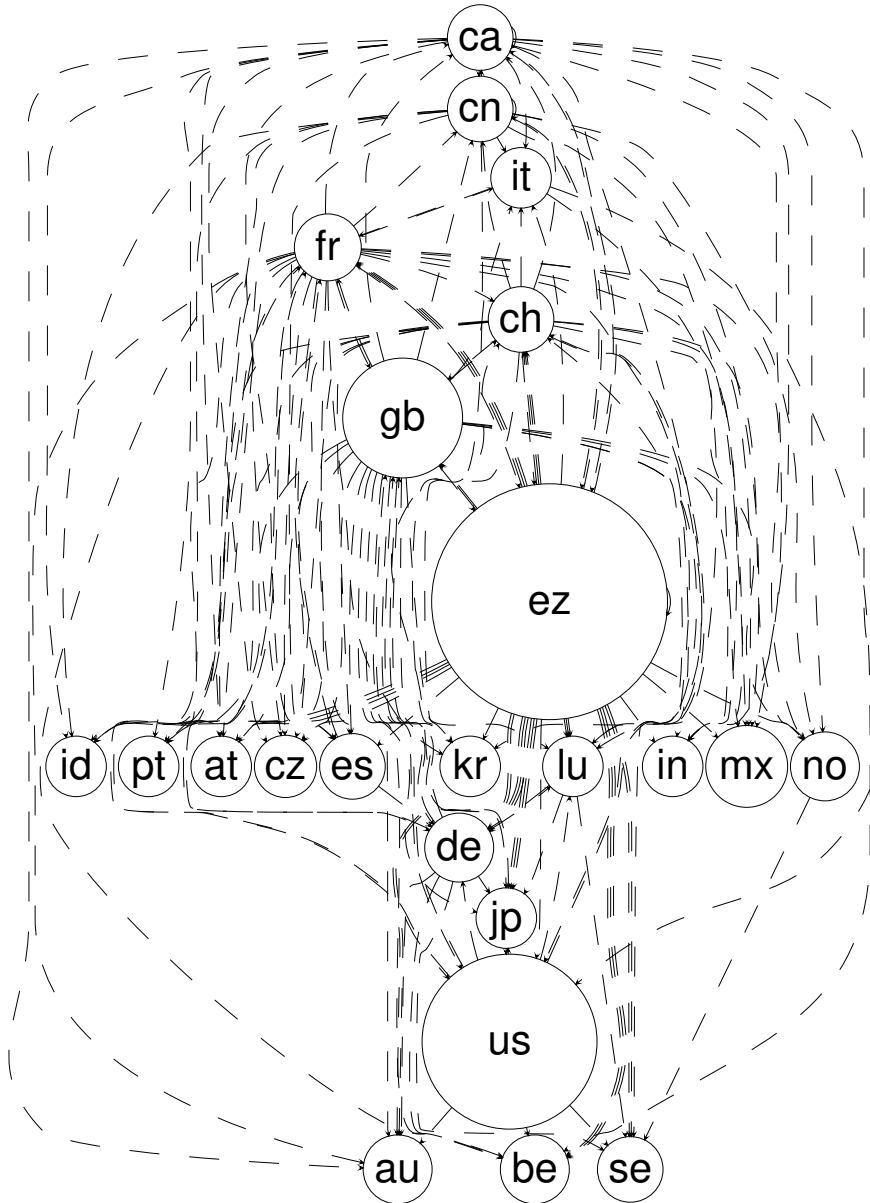 ca
cn
it
fr
ch
gb
ez
id pt at cz es kr lu in mx no
de
jp
us
au be se